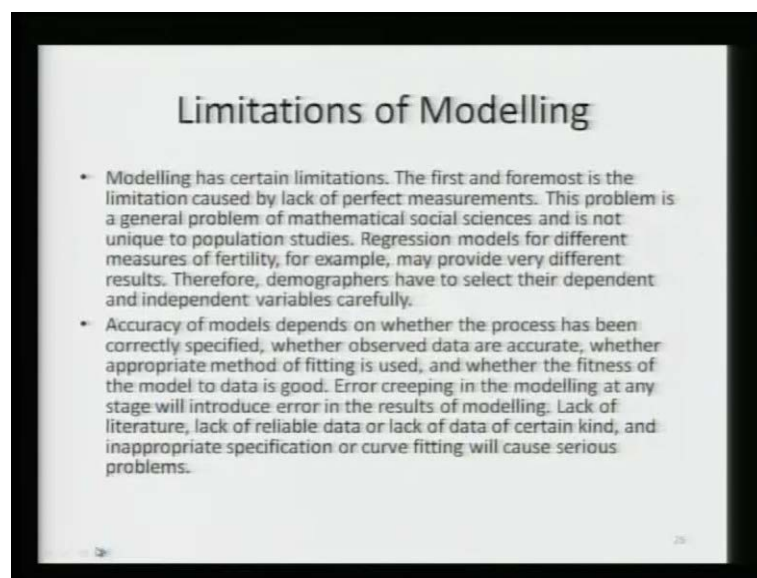 Limitations of Modelling
• Modelling has certain limitations. The first and foremost is the
limitation caused by lack of perfect measurements. This problem is
a general problem of mathematical social sciences and is not
unique to population studies. Regression models for different
measures of fertility, for example, may provide very different
results. Therefore, demographers have to select their dependent
and independent variables carefully.
• Accuracy of models depends on whether the process has been
correctly specified, whether observed data are accurate, whether
appropriate method of fitting is used, and whether the fitness of
the model to data is good. Error creeping in the modelling at any
stage will introduce error in the results of modelling. Lack of
literature, lack of reliable data or lack of data of certain kind, and
inappropriate specification or curve fitting will cause serious
problems.